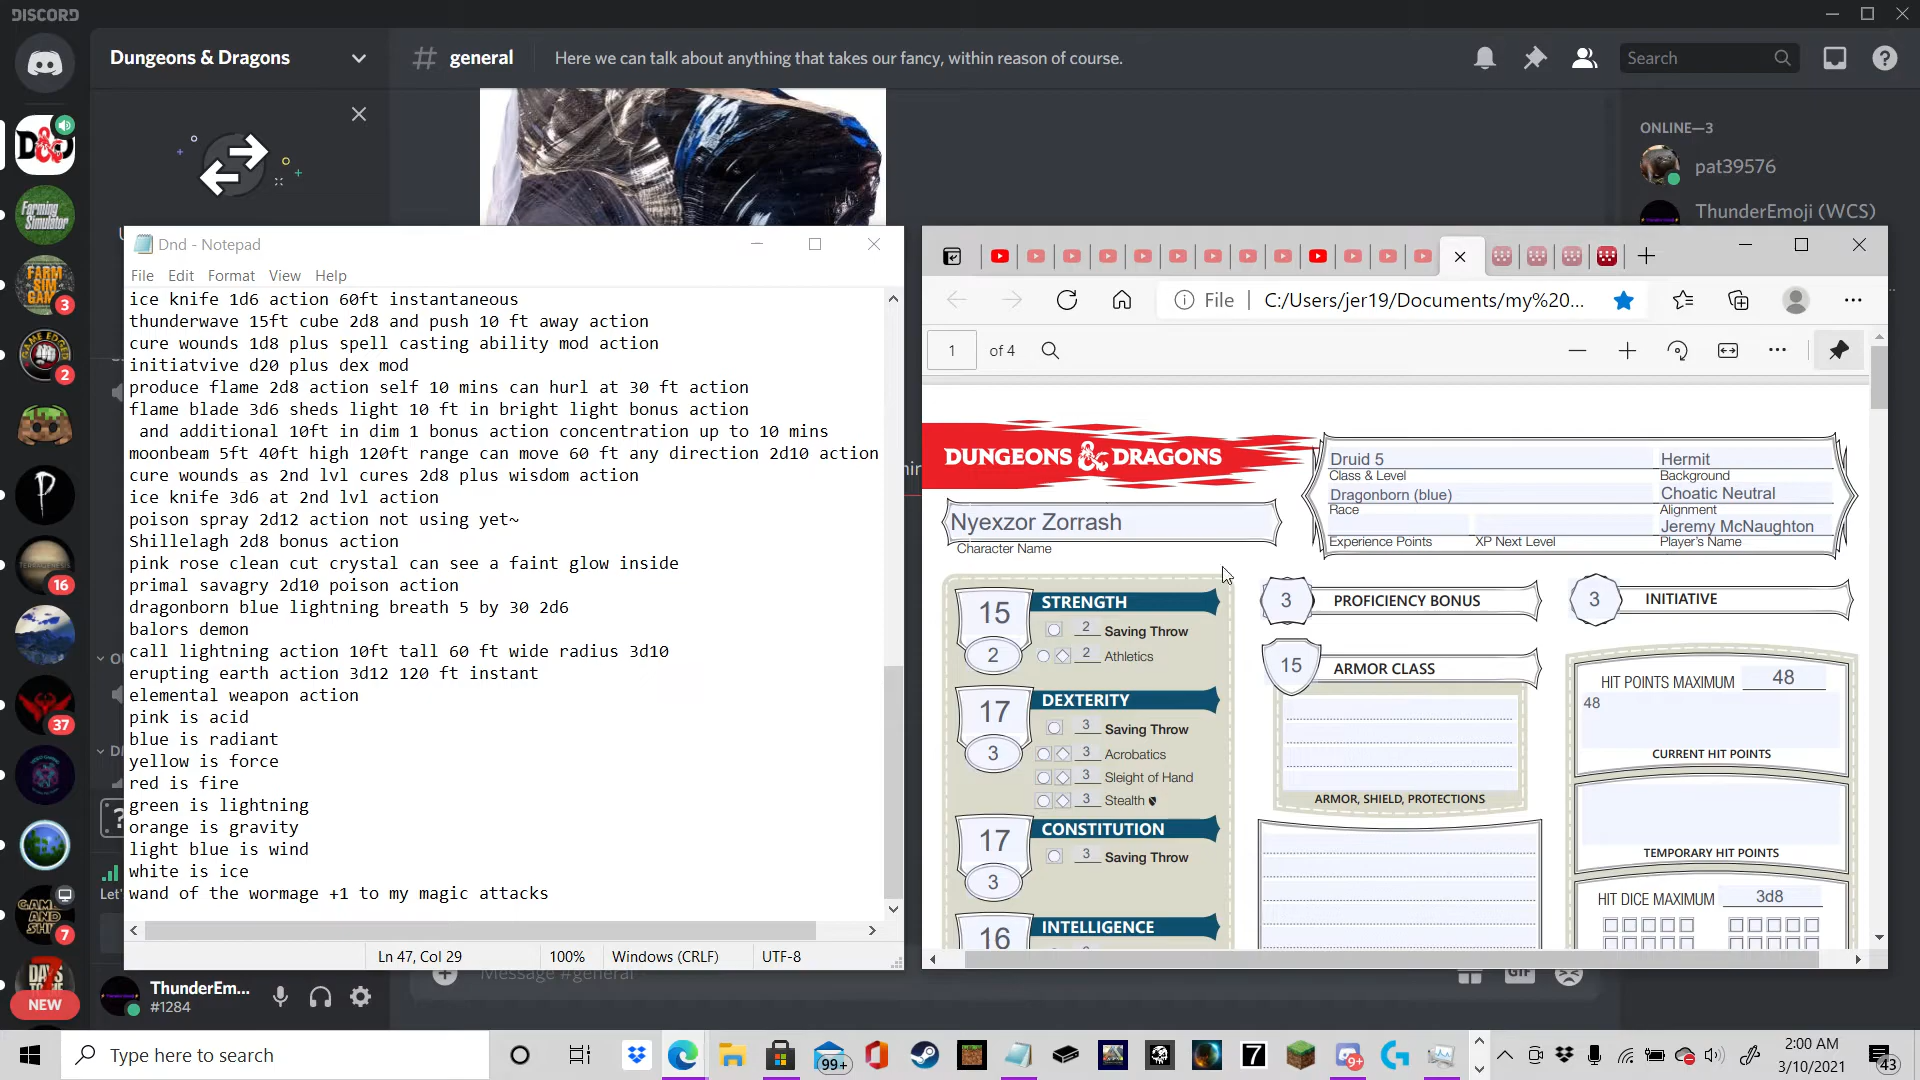 DISCORD
Dungeons & Dragons
general
Here we can talk about anything that takes our fancy, within reason of course.
Search
ONLINE—3
pat39576
ThunderEmoji (WCS)
Dnd - Notepad
File Edit Format View Help
ice knife 1d6 action 60ft instantaneous
thunderwave 15ft cube 2d8 and push 10 ft away action
cure wounds 1d8 plus spell casting ability mod action
initiatvive d20 plus dex mod
produce flame 2d8 action self 10 mins can hurl at 30 ft action
flame blade 3d6 sheds light 10 ft in bright light bonus action
and additional 10ft in dim 1 bonus action concentration up to 10 mins
moonbeam 5ft 40ft high 120ft range can move 60 ft any direction 2d10 action
cure wounds as 2nd lvl cures 2d8 plus wisdom action
ice knife 3d6 at 2nd lvl action
poison spray 2d12 action not using yet~
Shillelagh 2d8 bonus action
pink rose clean cut crystal can see a faint glow inside
primal savagry 2d10 poison action
dragonborn blue lightning breath 5 by 30 2d6
balors demon
call lightning action 10ft tall 60 ft wide radius 3d10
erupting earth action 3d12 120 ft instant
elemental weapon action
pink is acid
blue is radiant
yellow is force
red is fire
green is lightning
orange is gravity
light blue is wind
white is ice
wand of the wormage +1 to my magic attacks
Ln 47, Col 29 100% Windows (CRLF) UTF-8
File C:/Users/jer19/Documents/my%20...
1 of 4
DUNGEONS & DRAGONS
Nyexzor Zorrash
Character Name
Druid 5
Class & Level
Hermit
Background
Dragonborn (blue)
Race
Choatic Neutral
Alignment
Experience Points
XP Next Level
Jeremy McNaughton
Player's Name
15 STRENGTH
2
2 Saving Throw
2 Athletics
17 DEXTERITY
3
3 Saving Throw
3 Acrobatics
3 Sleight of Hand
3 Stealth
17 CONSTITUTION
3
3 Saving Throw
16 INTELLIGENCE
3 PROFICIENCY BONUS
3 INITIATIVE
15 ARMOR CLASS
ARMOR, SHIELD, PROTECTIONS
HIT POINTS MAXIMUM 48
48
CURRENT HIT POINTS
TEMPORARY HIT POINTS
HIT DICE MAXIMUM 3d8
Message #general
GIF
ThunderEm...
#1284
3
2
16
37
7
NEW
Type here to search
99+
9+
2:00 AM
3/10/2021
43